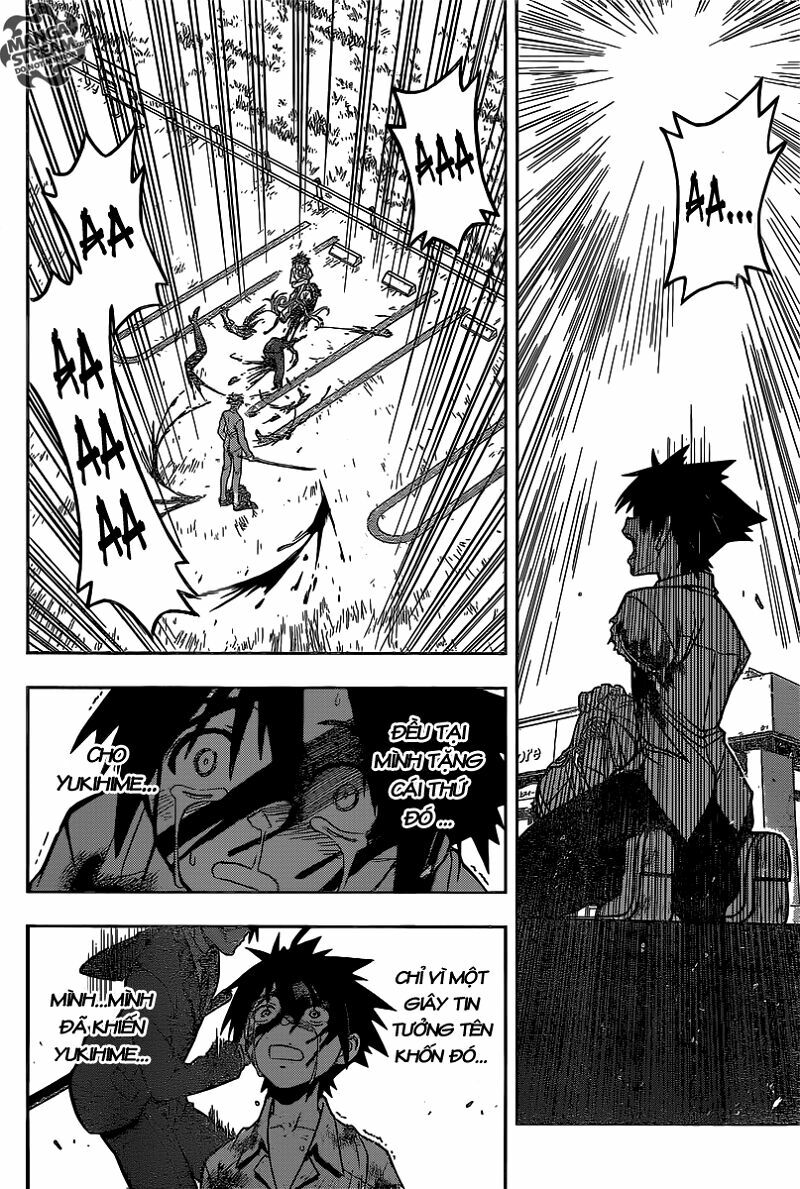 MANGA
STREAM
AA...
AAA
AA
AA
AA
AA
ĐỀU TẠI
MÌNH TẶNG
CÁI THỨ
ĐÓ ...
CHO
YUKIHIME...
CHỈ VÌ MỘT
GIÂY TIN
TƯỞNG TÊN
KHỐN ĐÓ...
MÌNH...MÌNH
ĐÃ KHIẾN
YUKIHIME...
ore